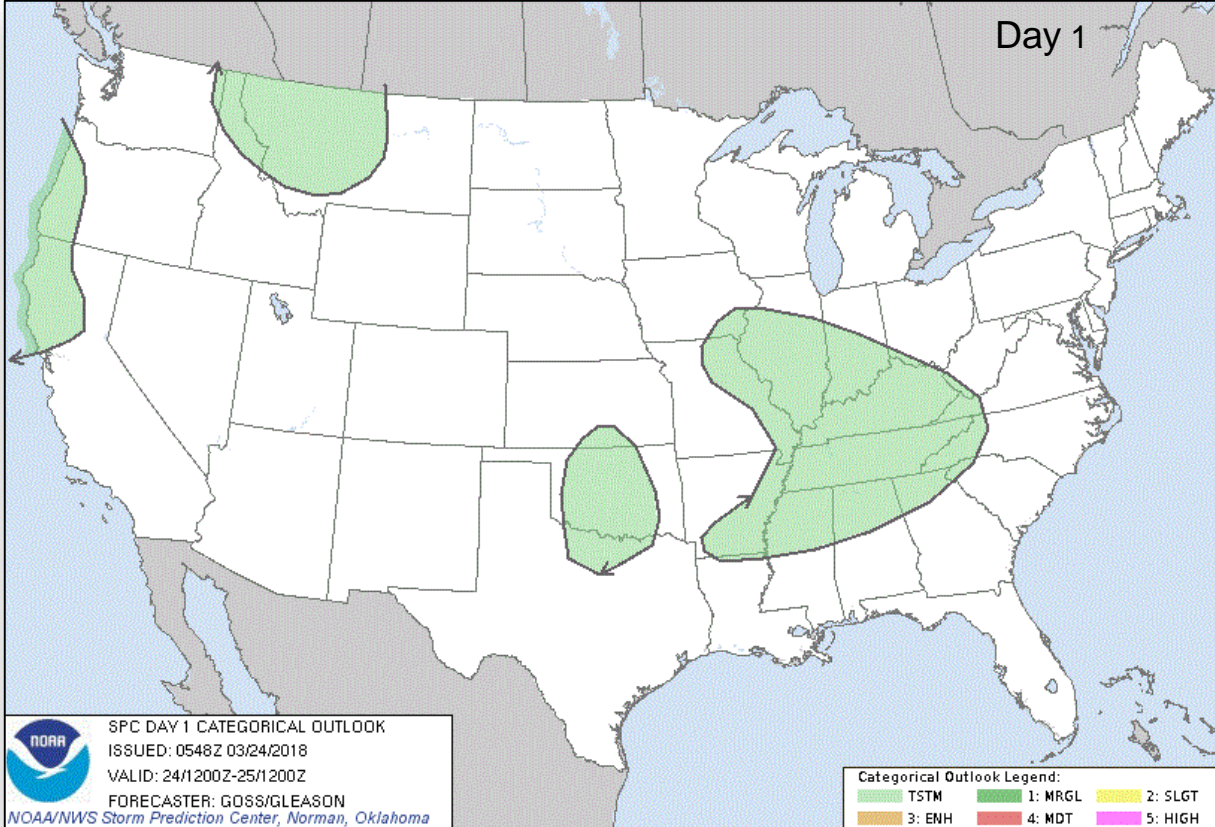 Day 1
NOAA
SPC DAY 1 CATEGORICAL OUTLOOK
ISSUED: 0548Z 03/24/2018
VALID: 24/1200Z-25/1200Z
FORECASTER: GOSS/GLEASON
NOAA/NWS Storm Prediction Center, Norman, Oklahoma
Categorical Outlook Legend:
TSTM 1: MRGL 2: SLGT
3: ENH 4: MDT 5: HIGH